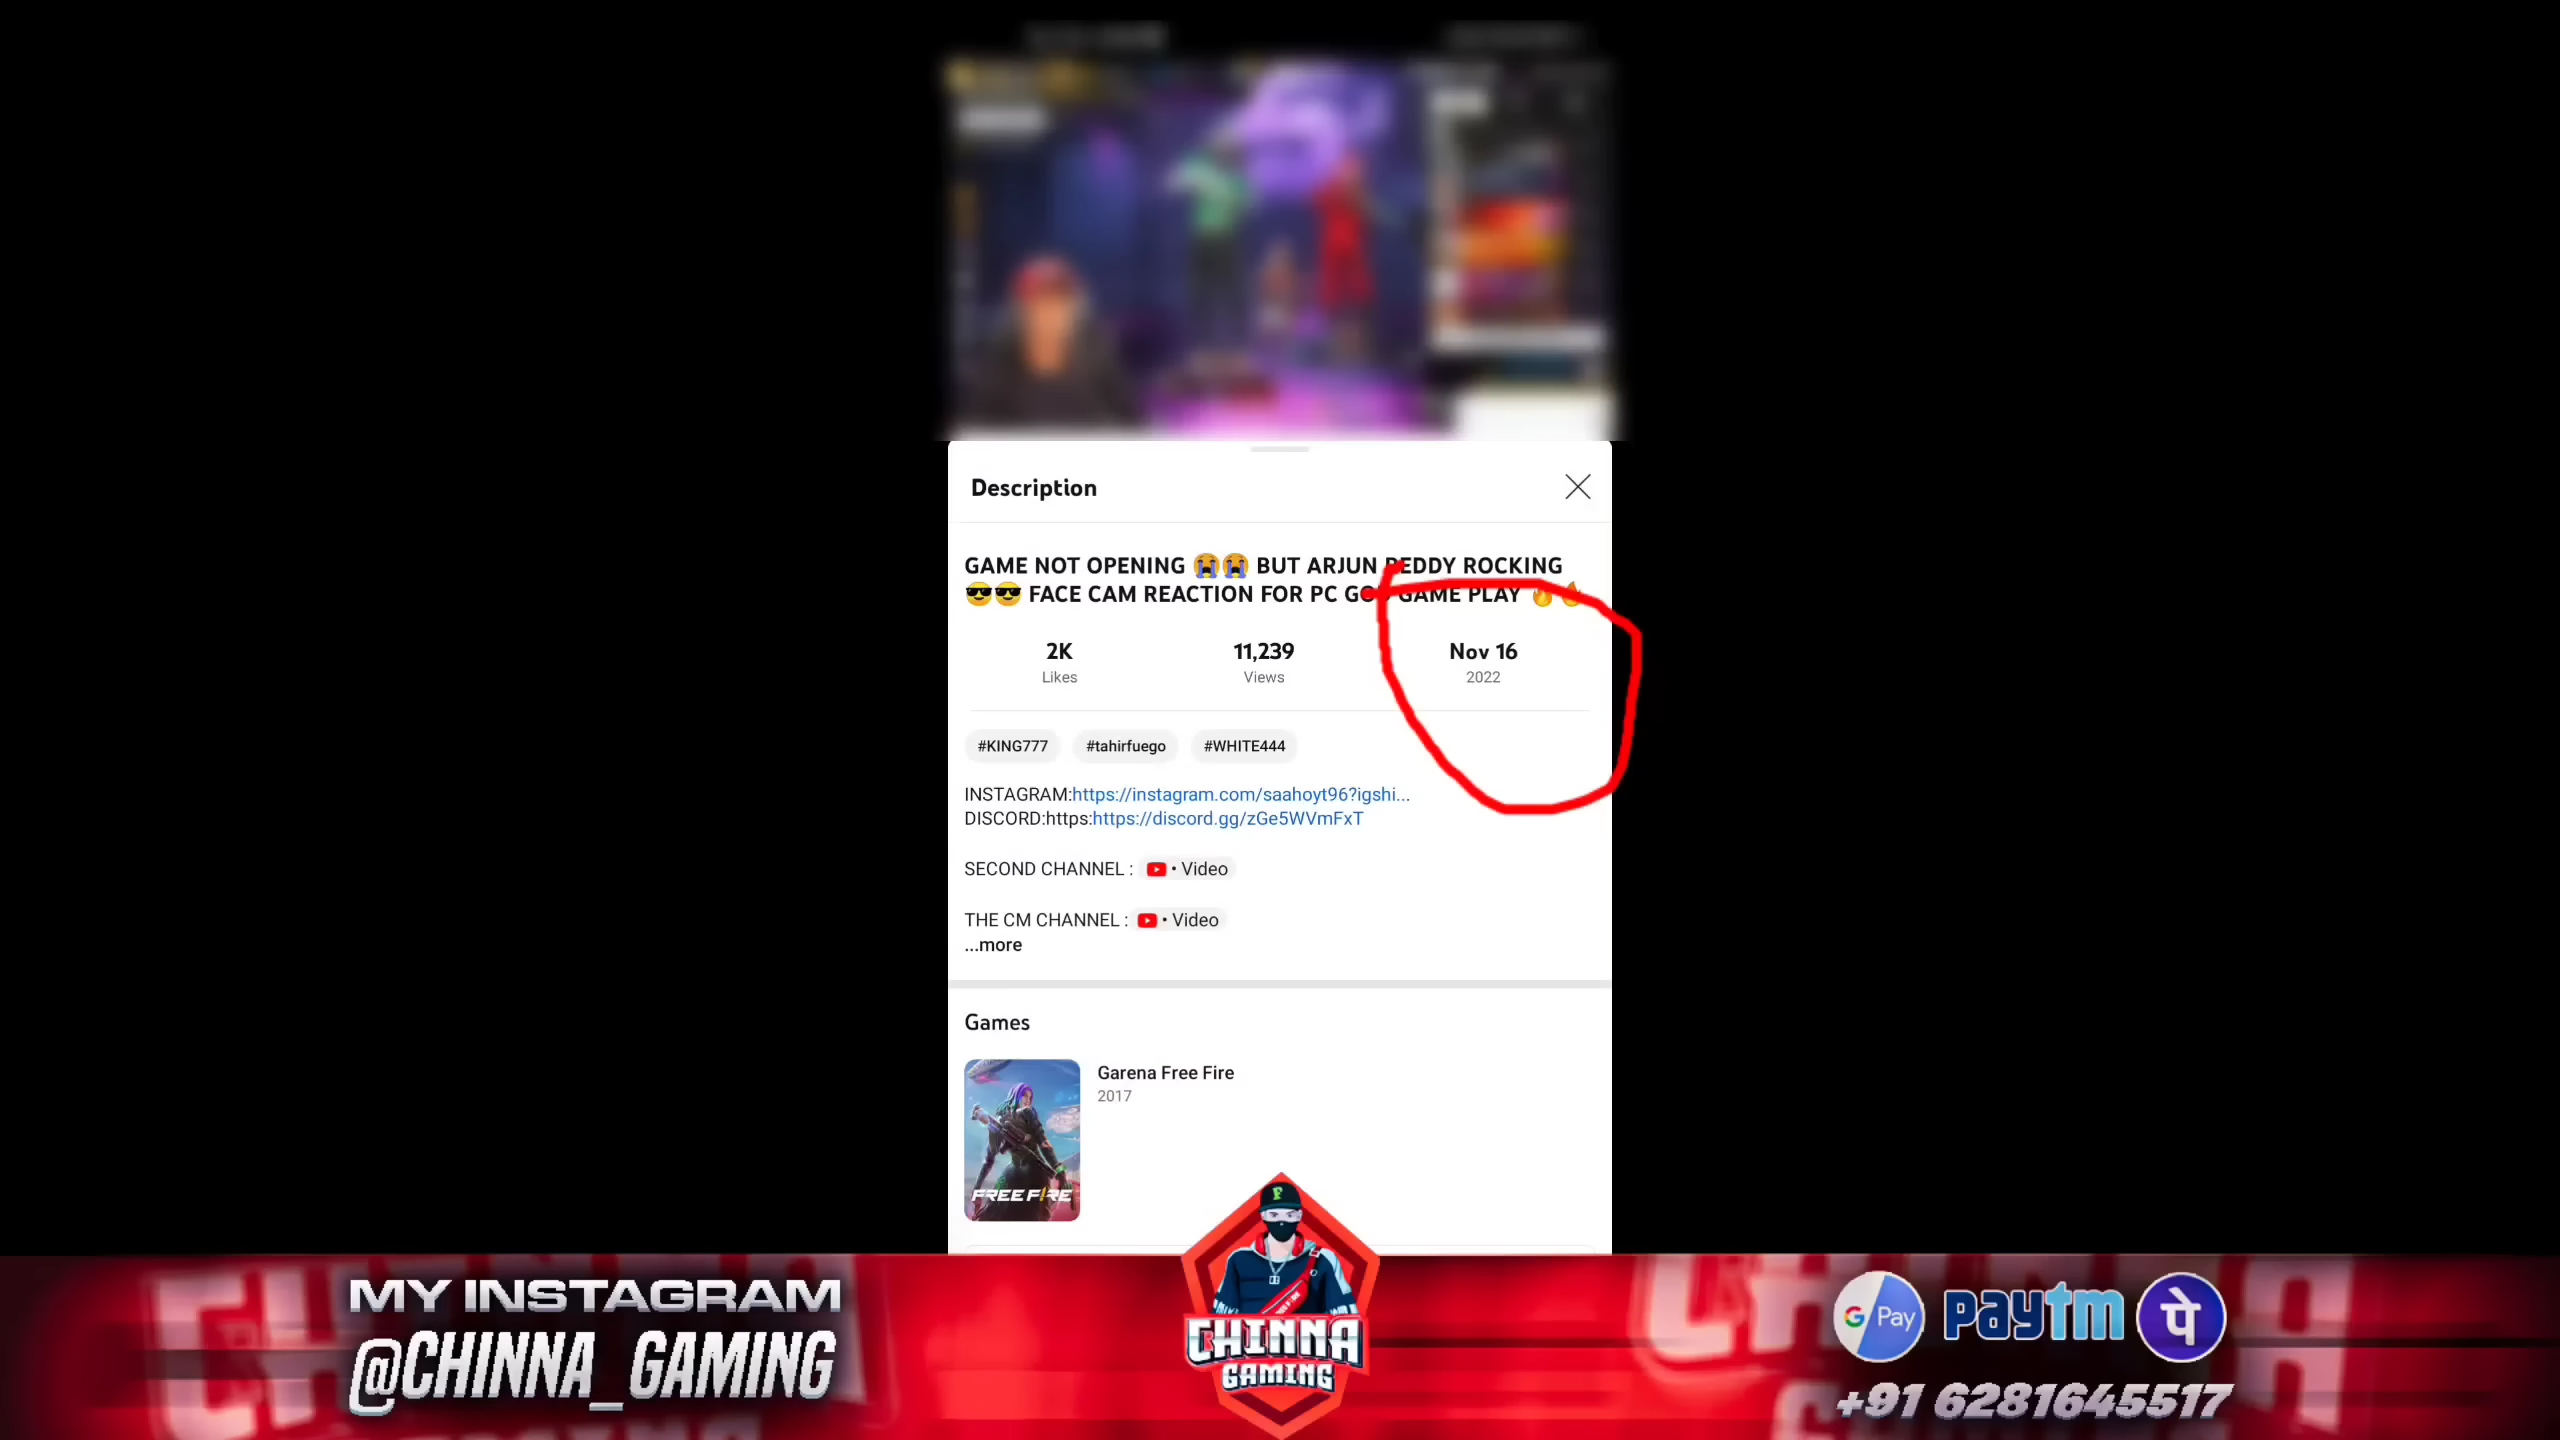 Description
GAME NOT OPENING 😭😭 BUT ARJUN REDDY ROCKING
😎😎 FACE CAM REACTION FOR PC GOD GAME PLAY 🔥🔥
2K
Likes
11,239
Views
Nov 16
2022
#KING777
#tahirfuego
#WHITE444
INSTAGRAM:https://instagram.com/saahoyt96?igshi...
DISCORD:https:https://discord.gg/zGe5WVmFxT
SECOND CHANNEL : • Video
THE CM CHANNEL : • Video
...more
Games
Garena Free Fire
2017
FREE FIRE
MY INSTAGRAM
@CHINNA_GAMING
CHINNA
GAMING
G Pay
paytm
पे
+91 6281645517